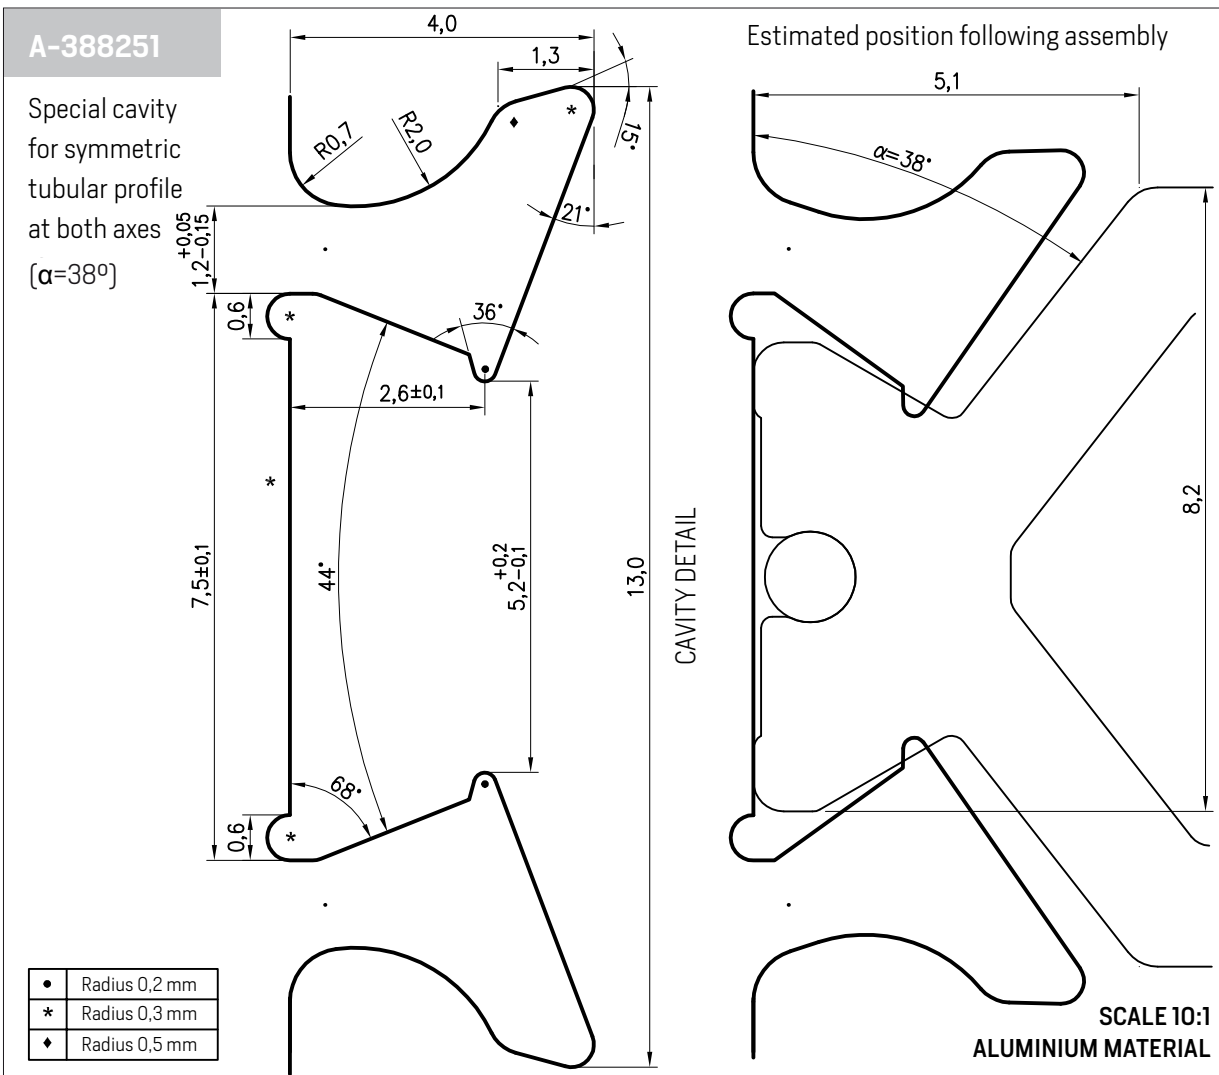 A-388251
Special cavity
for symmetric
tubular profile
at both axes
(α=38º)
4,0
1,3
15°
R0,7
R2,0
21°
+0,05
1,2-0,15
0,6
36°
2,6±0,1
7,5±0,1
44°
+0,2
5,2-0,1
13,0
68°
0,6
CAVITY DETAIL
Estimated position following assembly
5,1
α=38°
8,2
• Radius 0,2 mm
* Radius 0,3 mm
♦ Radius 0,5 mm
SCALE 10:1
ALUMINIUM MATERIAL